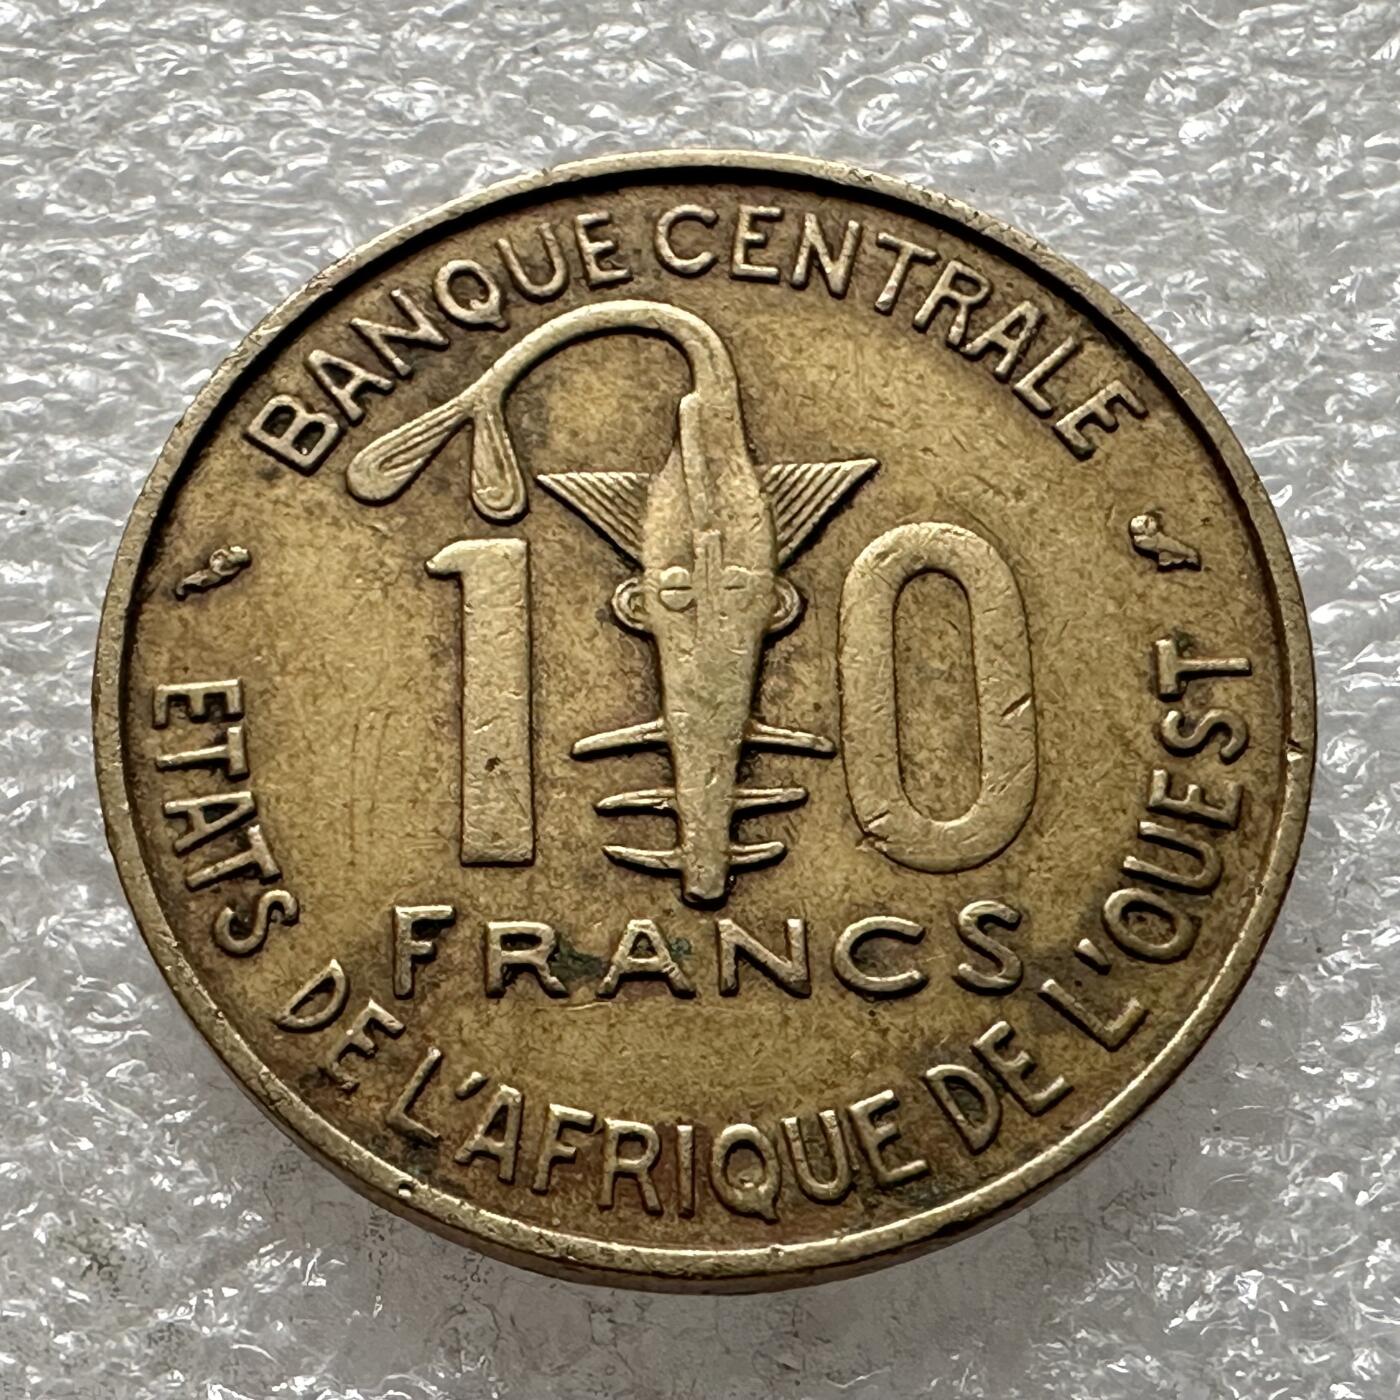 BANQUE CENTRALE
10
FRANCS
ETATS DE L'AFRIQUE DE L'OUEST